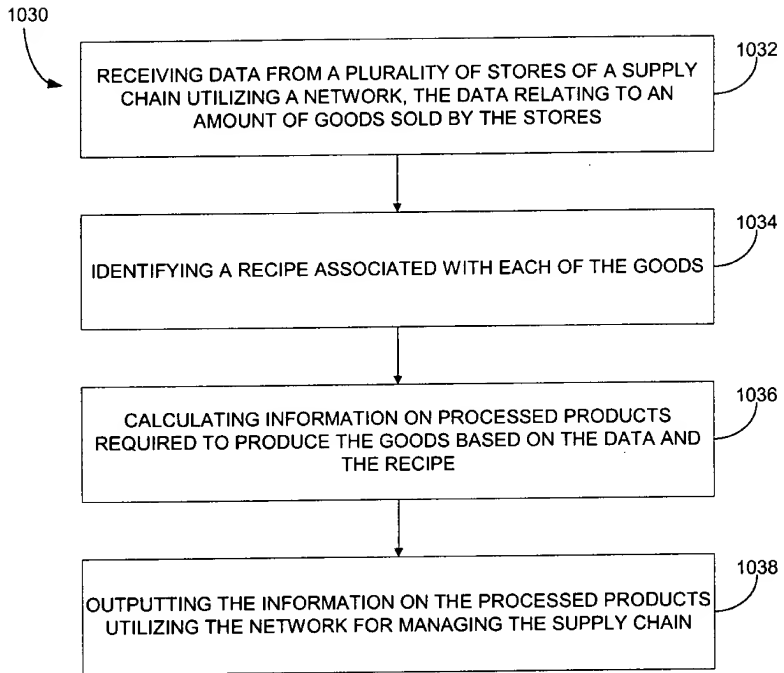 1030
1032
RECEIVING DATA FROM A PLURALITY OF STORES OF A SUPPLY
CHAIN UTILIZING A NETWORK, THE DATA RELATING TO AN
AMOUNT OF GOODS SOLD BY THE STORES
1034
IDENTIFYING A RECIPE ASSOCIATED WITH EACH OF THE GOODS
1036
CALCULATING INFORMATION ON PROCESSED PRODUCTS
REQUIRED TO PRODUCE THE GOODS BASED ON THE DATA AND
THE RECIPE
1038
OUTPUTTING THE INFORMATION ON THE PROCESSED PRODUCTS
UTILIZING THE NETWORK FOR MANAGING THE SUPPLY CHAIN